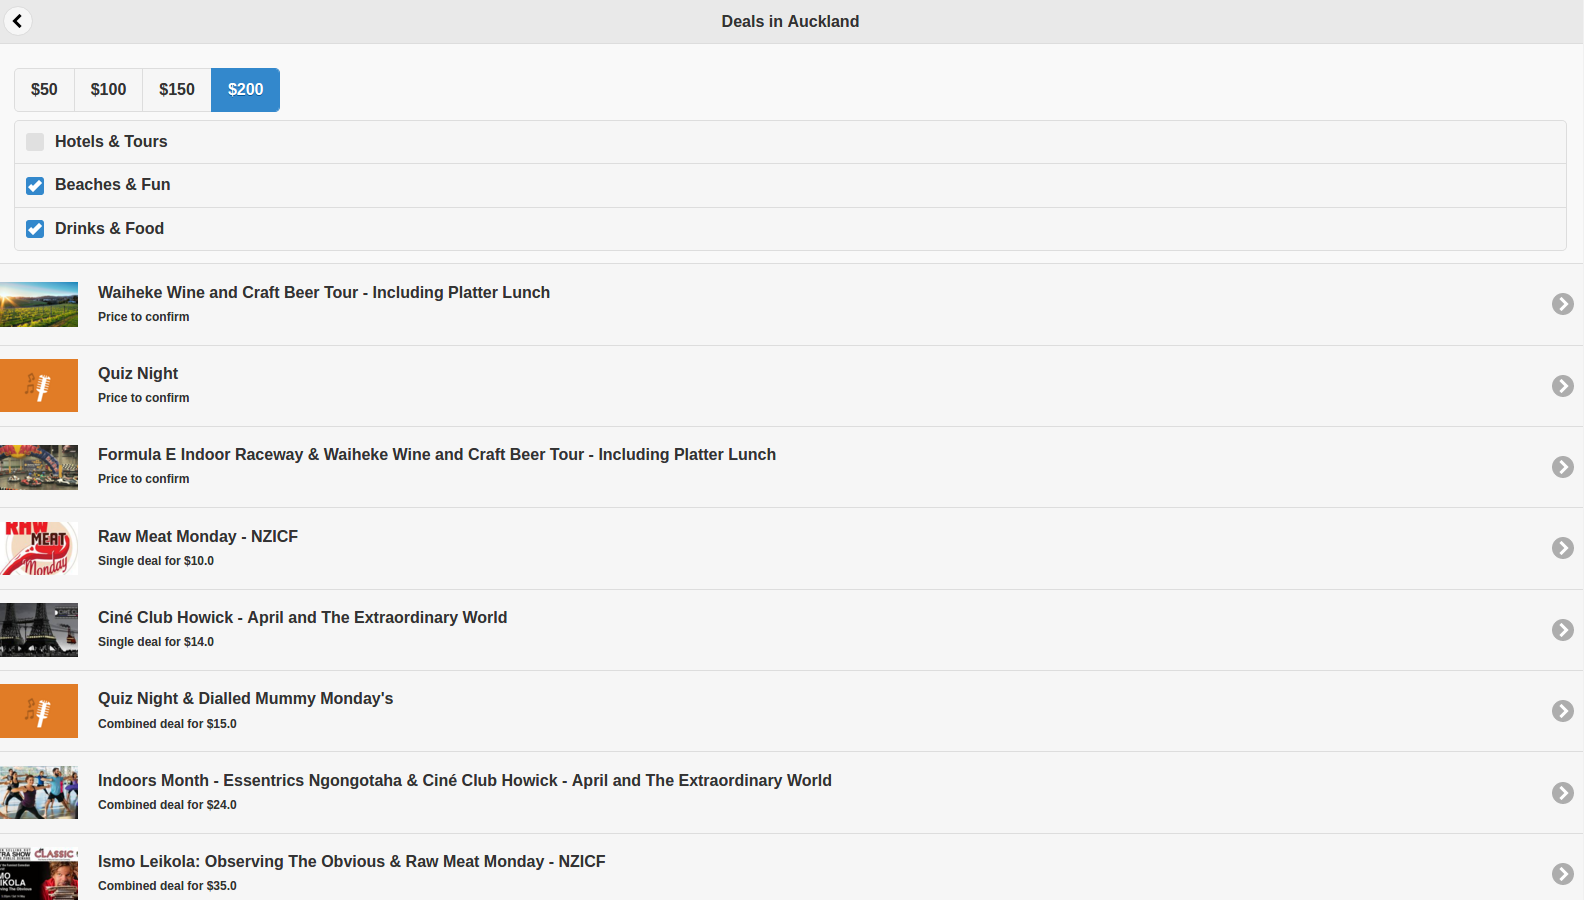 Deals in Auckland
$50 $100 $150 $200
Hotels & Tours
Beaches & Fun
Drinks & Food
Waiheke Wine and Craft Beer Tour - Including Platter Lunch
Price to confirm
Quiz Night
Price to confirm
Formula E Indoor Raceway & Waiheke Wine and Craft Beer Tour - Including Platter Lunch
Price to confirm
RAW
MEAT
Monday
Raw Meat Monday - NZICF
Single deal for $10.0
Ciné Club Howick - April and The Extraordinary World
Single deal for $14.0
Quiz Night & Dialled Mummy Monday's
Combined deal for $15.0
Indoors Month - Essentrics Ngongotaha & Ciné Club Howick - April and The Extraordinary World
Combined deal for $24.0
TRA SHOW CLASSIC
MO
IKOLA
Ismo Leikola: Observing The Obvious & Raw Meat Monday - NZICF
Combined deal for $35.0